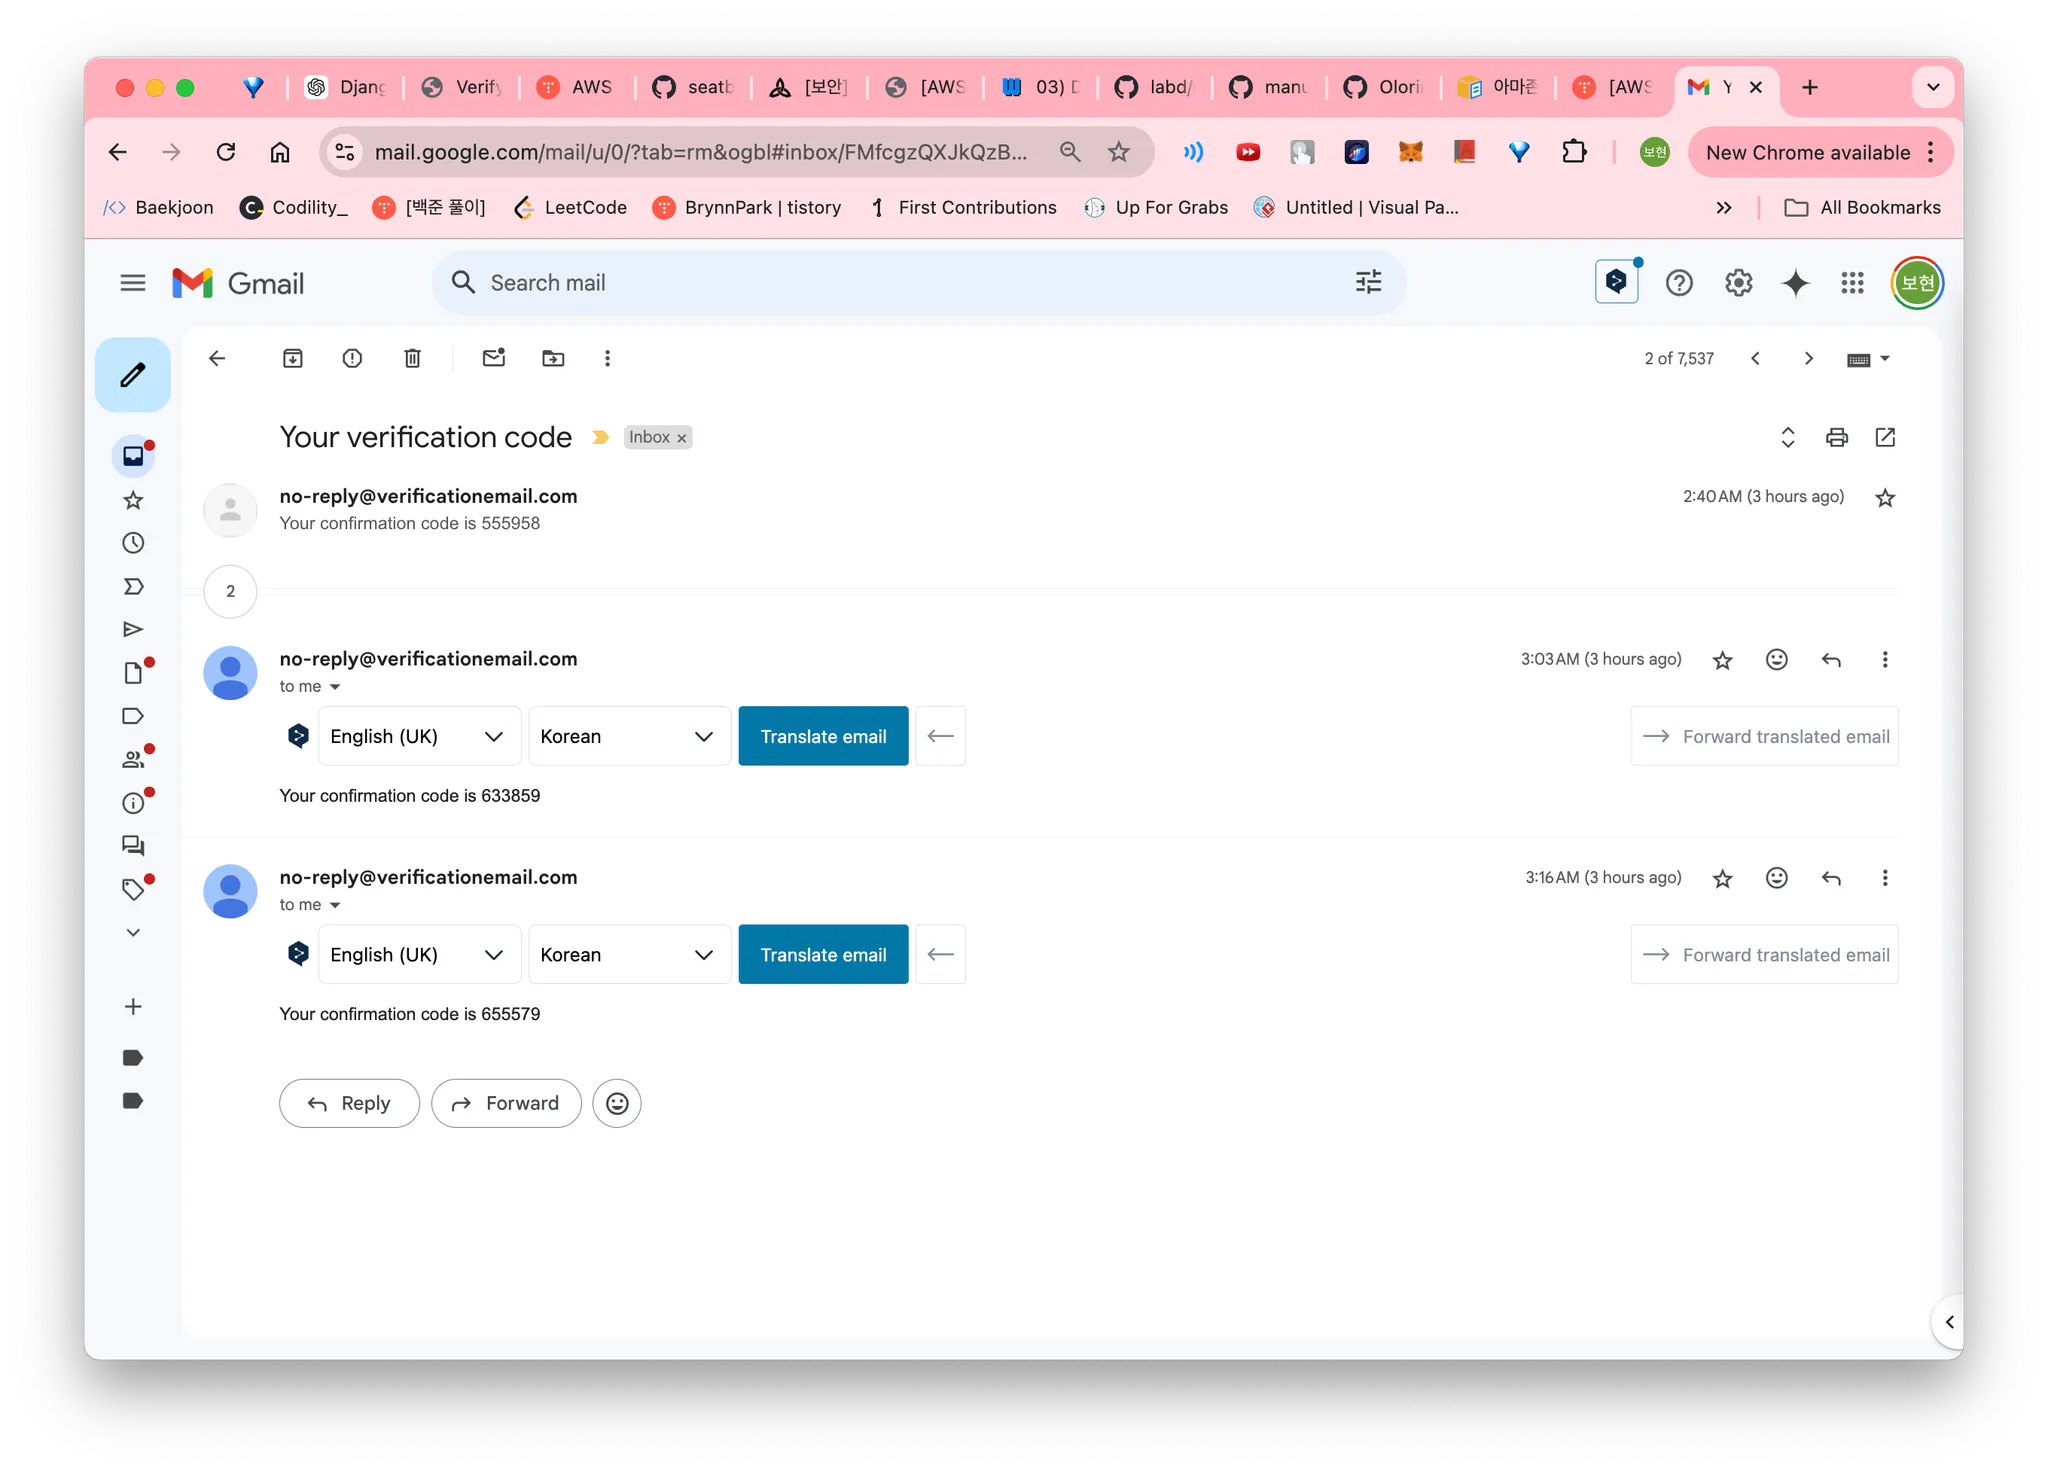 Djang
Verify
AWS
seatb
[보안]
[AWS
03) D
labd/
manu
Olori
아마존
[AWS
Y
mail.google.com/mail/u/0/?tab=rm&ogbl#inbox/FMfcgzQXJkQzB...
보현
New Chrome available
Baekjoon
Codility_
[백준 풀이]
LeetCode
BrynnPark | tistory
First Contributions
Up For Grabs
Untitled | Visual Pa...
All Bookmarks
Gmail
Search mail
보현
2 of 7,537
Your verification code
Inbox
no-reply@verificationemail.com
2:40 AM (3 hours ago)
Your confirmation code is 555958
2
no-reply@verificationemail.com
3:03 AM (3 hours ago)
to me
English (UK)
Korean
Translate email
Forward translated email
Your confirmation code is 633859
no-reply@verificationemail.com
3:16 AM (3 hours ago)
to me
English (UK)
Korean
Translate email
Forward translated email
Your confirmation code is 655579
Reply
Forward